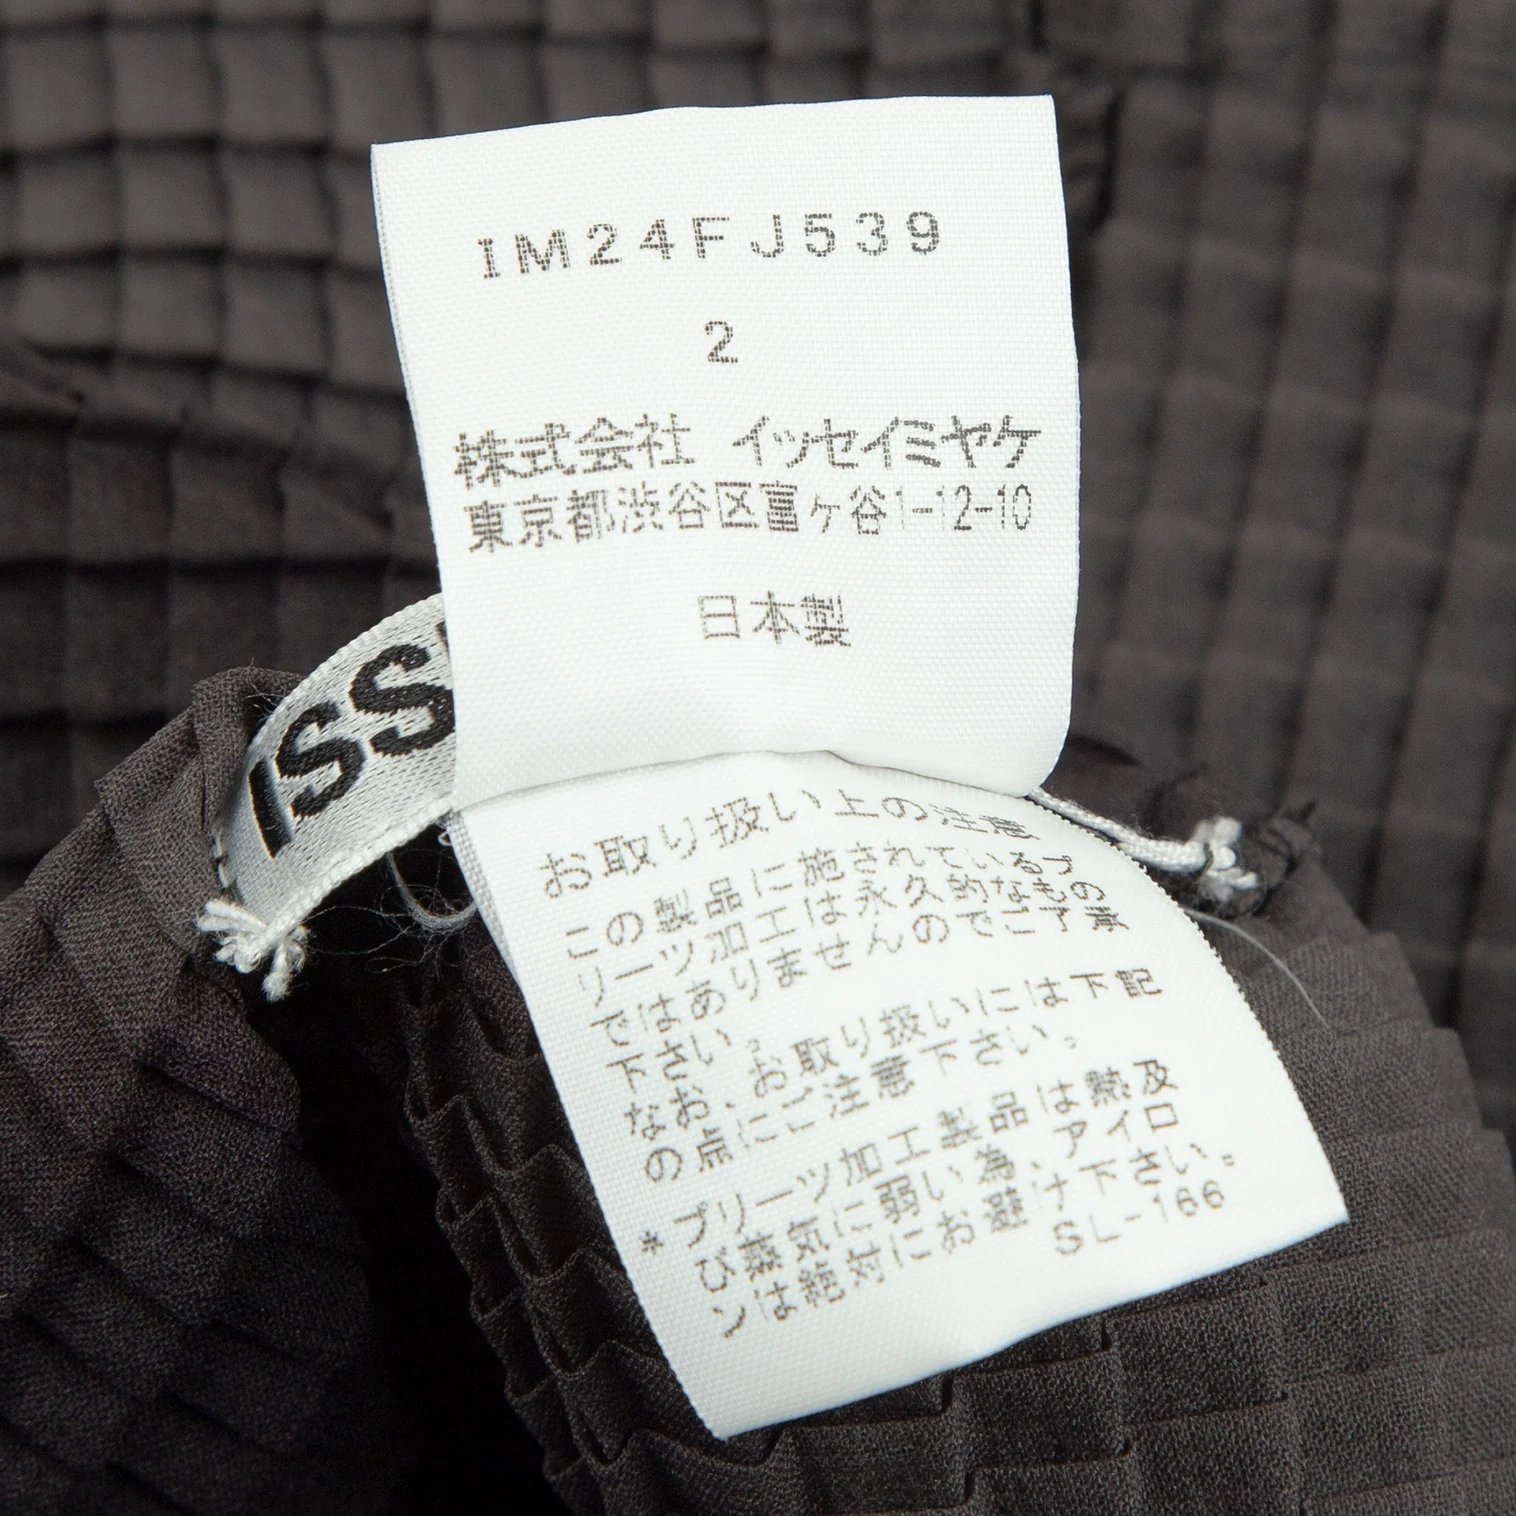 IM24FJ539
2
株式会社 イッセイミヤケ
東京都渋谷区富ヶ谷1-12-10
日本製
ISS
お取り扱い上の注意
この製品に施されているプ
リーツ加工は永久的なもの
ではありませんのでご了承
下さい。
なお、お取り扱いには下記
の点にご注意下さい。
*プリーツ加工製品は熱及
び蒸気に弱い為、アイロ
ンは絶対にお避け下さい。
SL-166